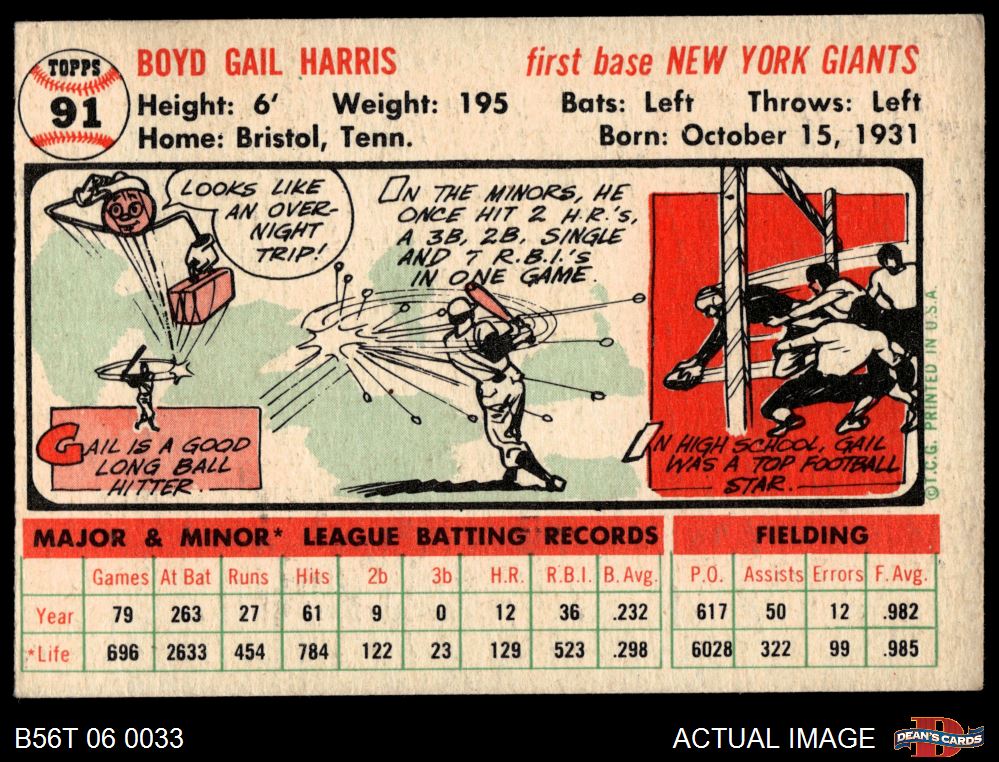 TOPPS
91
BOYD GAIL HARRIS first base NEW YORK GIANTS
Height: 6' Weight: 195 Bats: Left Throws: Left
Home: Bristol, Tenn. Born: October 15, 1931
LOOKS LIKE
AN OVER-
NIGHT
TRIP!
GAIL IS A GOOD
LONG BALL
HITTER.
IN THE MINORS, HE
ONCE HIT 2 H.R.'S,
A 3B, 2B, SINGLE
AND 7 R.B.I.'S
IN ONE GAME.
IN HIGH SCHOOL, GAIL
WAS A TOP FOOTBALL
STAR.
©T.C.G. PRINTED IN U.S.A.
MAJOR & MINOR* LEAGUE BATTING RECORDS FIELDING
Games At Bat Runs Hits 2b 3b H.R. R.B.I. B. Avg. P.O. Assists Errors F. Avg.
Year 79 263 27 61 9 0 12 36 .232 617 50 12 .982
*Life 696 2633 454 784 122 23 129 523 .298 6028 322 99 .985
B56T 06 0033 ACTUAL IMAGE DEAN'S CARDS